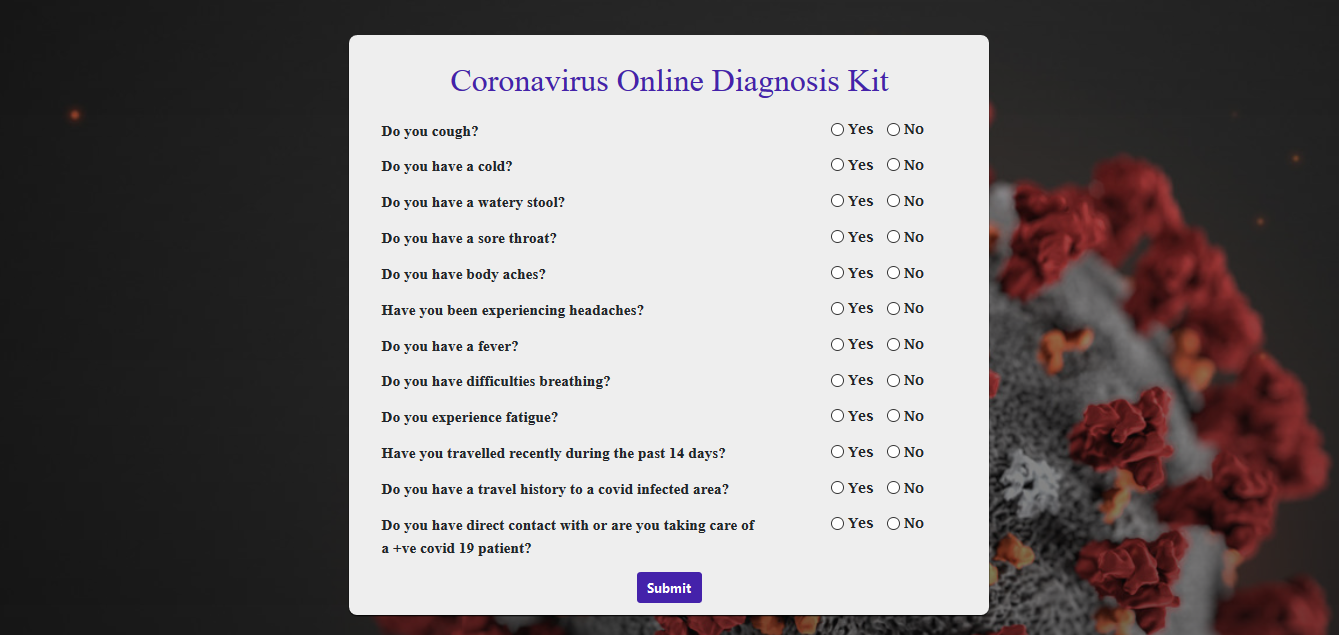 Coronavirus Online Diagnosis Kit
Do you cough? Yes No
Do you have a cold? Yes No
Do you have a watery stool? Yes No
Do you have a sore throat? Yes No
Do you have body aches? Yes No
Have you been experiencing headaches? Yes No
Do you have a fever? Yes No
Do you have difficulties breathing? Yes No
Do you experience fatigue? Yes No
Have you travelled recently during the past 14 days? Yes No
Do you have a travel history to a covid infected area? Yes No
Do you have direct contact with or are you taking care of Yes No
a +ve covid 19 patient?
Submit